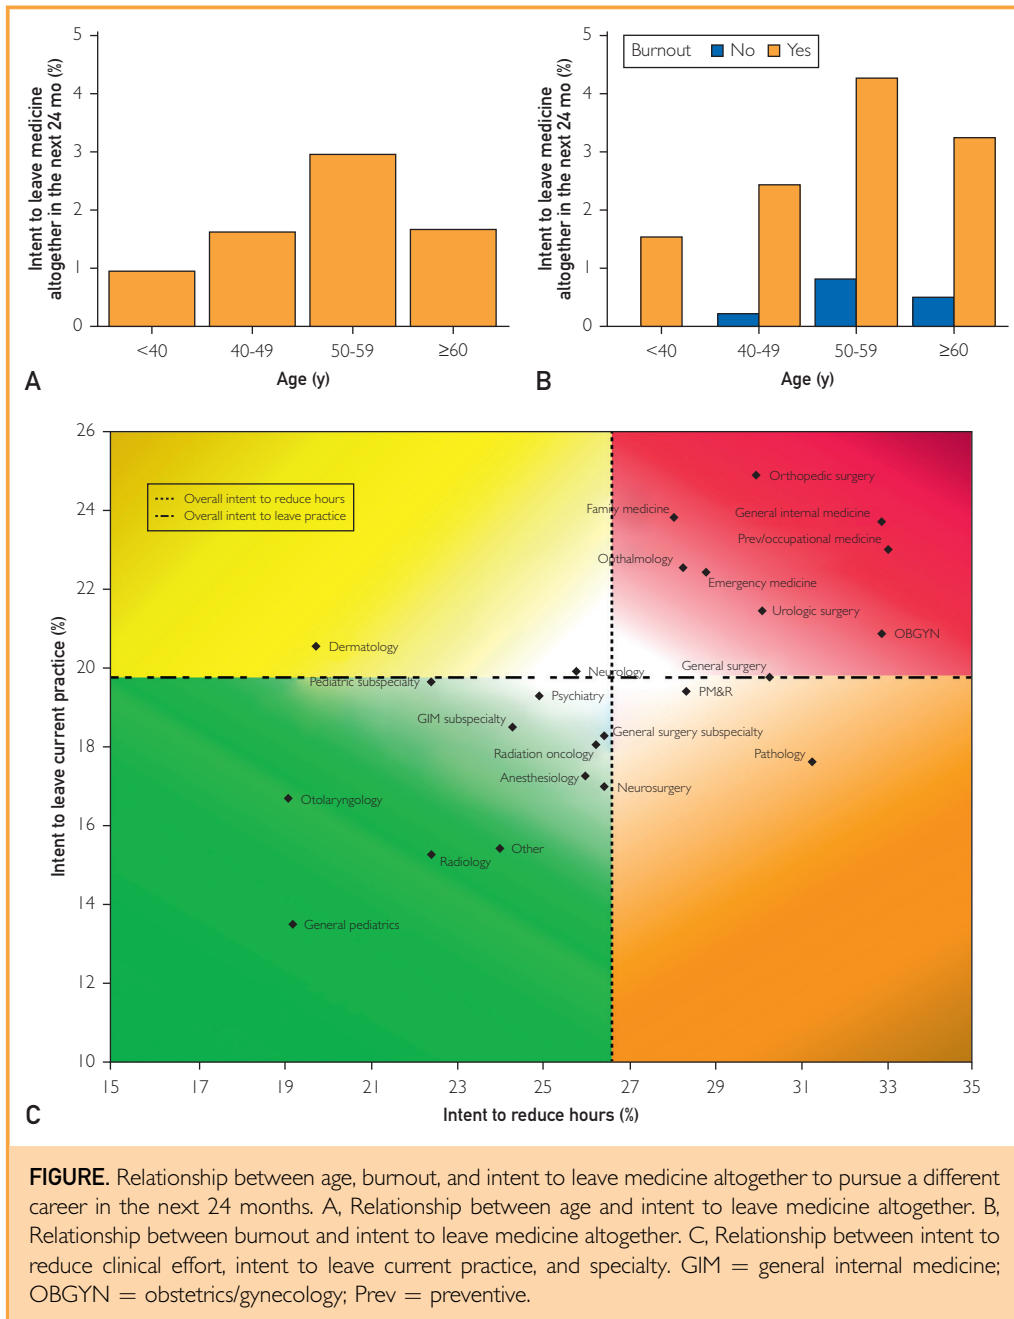 Intent to leave medicine
altogether in the next 24 mo (%)
5
4
3
2
1
0
<40
40-49
50-59
≥60
Age (y)
A
Intent to leave medicine
altogether in the next 24 mo (%)
5
4
3
2
1
0
Burnout No Yes
<40
40-49
50-59
≥60
Age (y)
B
Intent to leave current practice (%)
26
24
22
20
18
16
14
12
10
Overall intent to reduce hours
Overall intent to leave practice
Orthopedic surgery
Family medicine
General internal medicine
Prev/occupational medicine
Opthalmology
Emergency medicine
Urologic surgery
OBGYN
Dermatology
Neurology
General surgery
Pediatric subspecialty
Psychiatry
PM&R
GIM subspecialty
General surgery subspecialty
Radiation oncology
Pathology
Anesthesiology
Neurosurgery
Otolaryngology
Other
Radiology
General pediatrics
15 17 19 21 23 25 27 29 31 33 35
Intent to reduce hours (%)
C
FIGURE. Relationship between age, burnout, and intent to leave medicine altogether to pursue a different
career in the next 24 months. A, Relationship between age and intent to leave medicine altogether. B,
Relationship between burnout and intent to leave medicine altogether. C, Relationship between intent to
reduce clinical effort, intent to leave current practice, and specialty. GIM = general internal medicine;
OBGYN = obstetrics/gynecology; Prev = preventive.